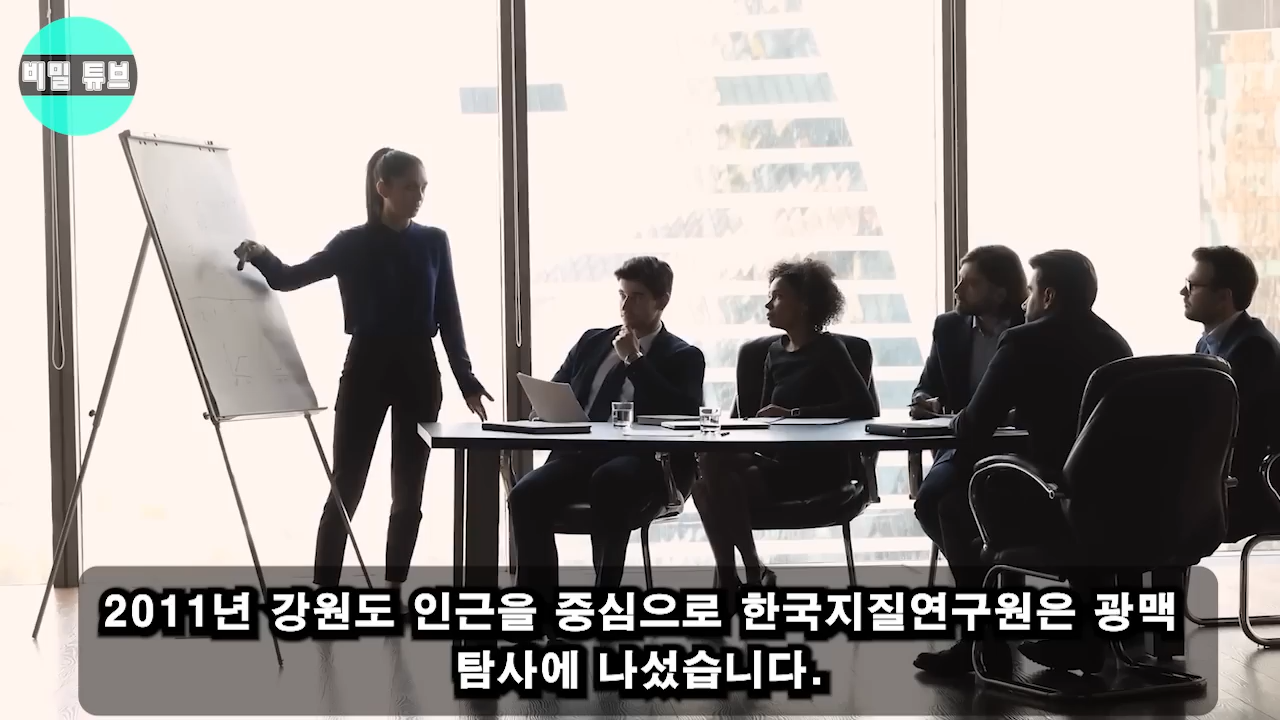 비밀 튜브
2011년 강원도 인근을 중심으로 한국지질연구원은 광맥
탐사에 나섰습니다.